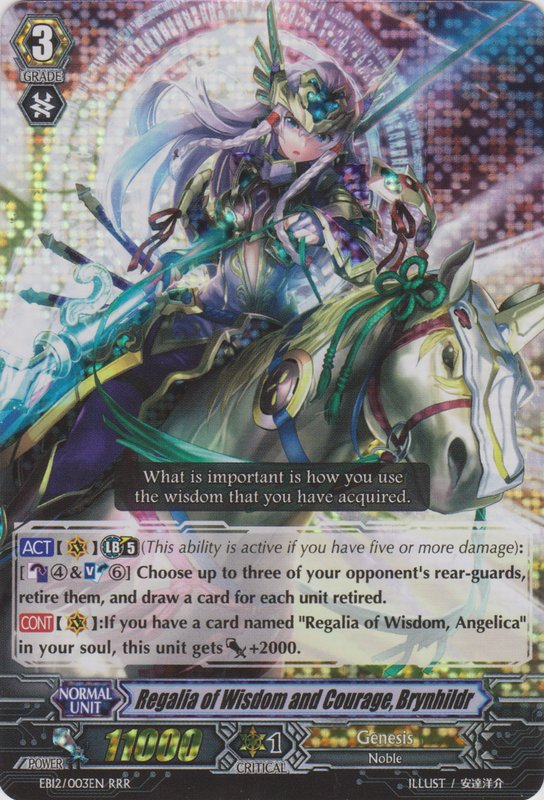 3
GRADE
What is important is how you use
the wisdom that you have acquired.
ACT【 】LB5(This ability is active if you have five or more damage):
[④&⑥] Choose up to three of your opponent's rear-guards,
retire them, and draw a card for each unit retired.
CONT【 】:If you have a card named "Regalia of Wisdom, Angelica"
in your soul, this unit gets +2000.
NORMAL
UNIT
Regalia of Wisdom and Courage, Brynhildr
POWER
11000
1
CRITICAL
Genesis
Noble
EB12/003EN RRR
ILLUST / 安達洋介